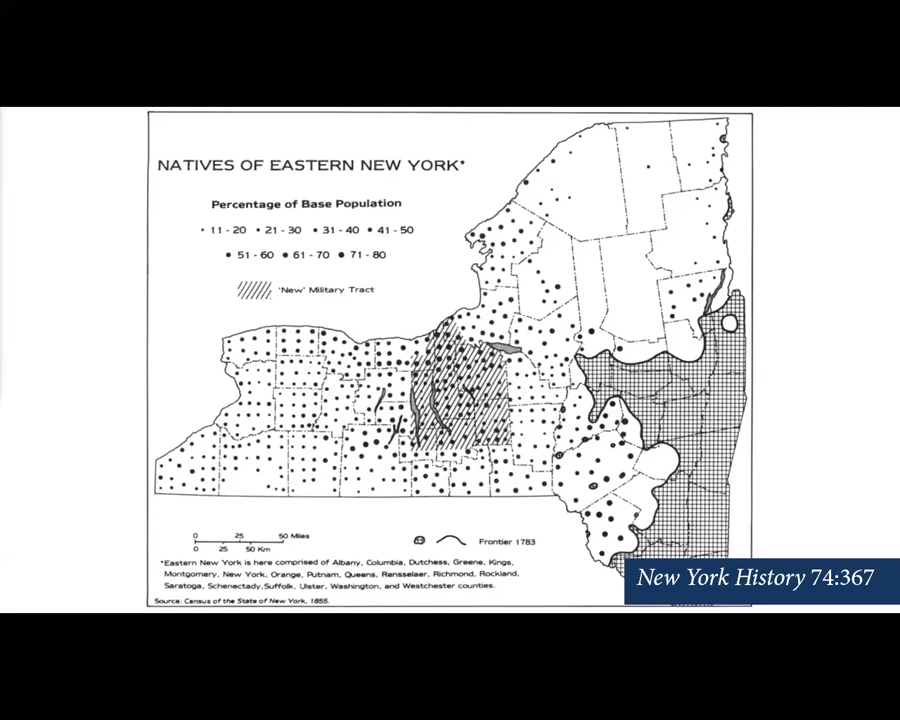 NATIVES OF EASTERN NEW YORK*
Percentage of Base Population
11 - 20 21 - 30 31 - 40 41 - 50
51 - 60 61 - 70 71 - 80
'New' Military Tract
0 25 50 Miles
0 25 50 Km
Frontier 1783
*Eastern New York is here comprised of Albany, Columbia, Dutchess, Greene, Kings,
Montgomery, New York, Orange, Putnam, Queens, Rensselaer, Richmond, Rockland,
Saratoga, Schenectady, Suffolk, Ulster, Washington, and Westchester counties.
Source: Census of the State of New York, 1855.
New York History 74:367